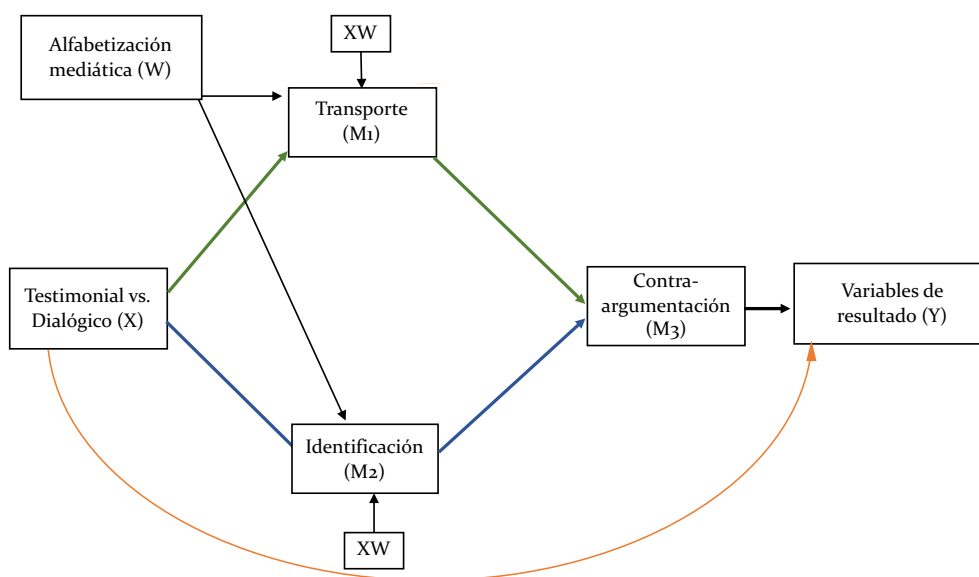 XW
Alfabetización
mediática (W)
Transporte
(M1)
Testimonial vs.
Dialógico (X)
Contra-
argumentación
(M3)
Variables de
resultado (Y)
Identificación
(M2)
XW